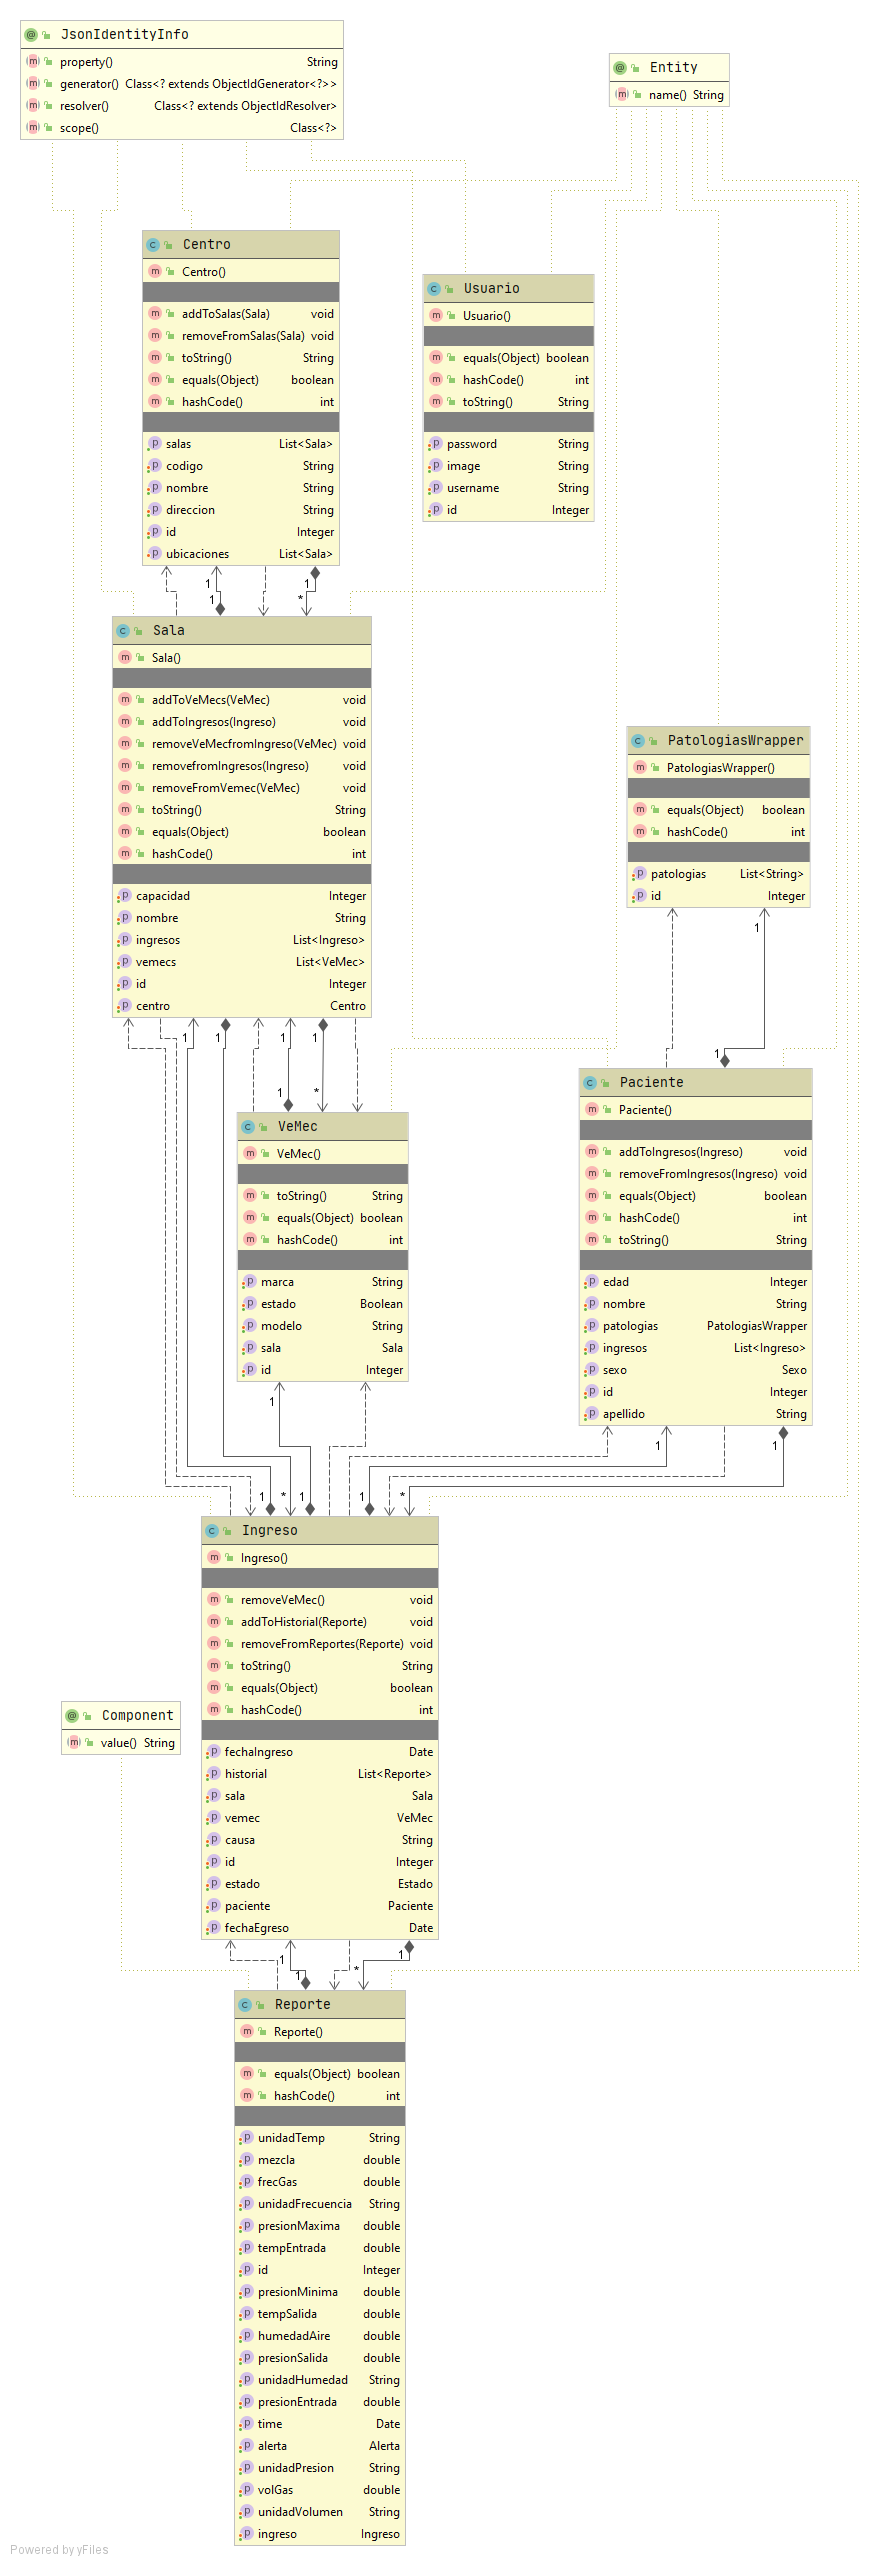 JsonIdentityInfo
property() String
generator() Class<? extends ObjectIdGenerator<?>>
resolver() Class<? extends ObjectIdResolver>
scope() Class<?>
Entity
name() String
Centro
Centro()
addToSalas(Sala) void
removeFromSalas(Sala) void
toString() String
equals(Object) boolean
hashCode() int
salas List<Sala>
codigo String
nombre String
direccion String
id Integer
ubicaciones List<Sala>
Usuario
Usuario()
equals(Object) boolean
hashCode() int
toString() String
password String
image String
username String
id Integer
1 1
1 *
Sala
Sala()
addToVeMecs(VeMec) void
addToIngresos(Ingreso) void
removeVeMecfromIngreso(VeMec) void
removefromIngresos(Ingreso) void
removeFromVemec(VeMec) void
toString() String
equals(Object) boolean
hashCode() int
capacidad Integer
nombre String
ingresos List<Ingreso>
vemecs List<VeMec>
id Integer
centro Centro
PatologiasWrapper
PatologiasWrapper()
equals(Object) boolean
hashCode() int
patologias List<String>
id Integer
1
1
1 1 1 1
1 *
VeMec
VeMec()
toString() String
equals(Object) boolean
hashCode() int
marca String
estado Boolean
modelo String
sala Sala
id Integer
Paciente
Paciente()
addToIngresos(Ingreso) void
removeFromIngresos(Ingreso) void
equals(Object) boolean
hashCode() int
toString() String
edad Integer
nombre String
patologias PatologiasWrapper
ingresos List<Ingreso>
sexo Sexo
id Integer
apellido String
1 1 1
1 * 1 1 *
Ingreso
Ingreso()
removeVeMec() void
addToHistorial(Reporte) void
removeFromReportes(Reporte) void
toString() String
equals(Object) boolean
hashCode() int
fechaIngreso Date
historial List<Reporte>
sala Sala
vemec VeMec
causa String
id Integer
estado Estado
paciente Paciente
fechaEgreso Date
Component
value() String
1 1
1 *
Reporte
Reporte()
equals(Object) boolean
hashCode() int
unidadTemp String
mezcla double
frecGas double
unidadFrecuencia String
presionMaxima double
tempEntrada double
id Integer
presionMinima double
tempSalida double
humedadAire double
presionSalida double
unidadHumedad String
presionEntrada double
time Date
alerta Alerta
unidadPresion String
volGas double
unidadVolumen String
ingreso Ingreso
Powered by yFiles